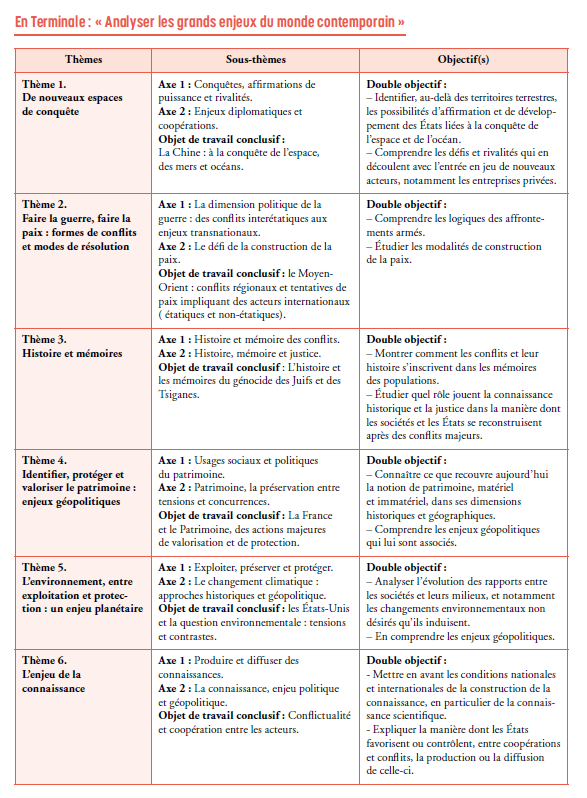 En Terminale : « Analyser les grands enjeux du monde contemporain »
Thèmes
Sous-thèmes
Objectif(s)
Thème 1.
De nouveaux espaces
de conquête
Axe 1 : Conquêtes, affirmations de
puissance et rivalités.
Axe 2 : Enjeux diplomatiques et
coopérations.
Objet de travail conclusif :
La Chine : à la conquête de l’espace,
des mers et océans.
Double objectif :
– Identifier, au-delà des territoires terrestres,
les possibilités d’affirmation et de dévelop-
pement des États liées à la conquête de
l’espace et de l’océan.
– Comprendre les défis et rivalités qui en
découlent avec l’entrée en jeu de nouveaux
acteurs, notamment les entreprises privées.
Thème 2.
Faire la guerre, faire la
paix : formes de conflits
et modes de résolution
Axe 1 : La dimension politique de la
guerre : des conflits interétatiques aux
enjeux transnationaux.
Axe 2 : Le défi de la construction de la
paix.
Objet de travail conclusif : le Moyen-
Orient : conflits régionaux et tentatives de
paix impliquant des acteurs internationaux
( étatiques et non-étatiques).
Double objectif :
– Comprendre les logiques des affronte-
ments armés.
– Étudier les modalités de construction
de la paix.
Thème 3.
Histoire et mémoires
Axe 1 : Histoire et mémoire des conflits.
Axe 2 : Histoire, mémoire et justice.
Objet de travail conclusif : L’histoire et
les mémoires du génocide des Juifs et des
Tsiganes.
Double objectif :
– Montrer comment les conflits et leur
histoire s’inscrivent dans les mémoires
des populations.
– Étudier quel rôle jouent la connaissance
historique et la justice dans la manière dont
les sociétés et les États se reconstruisent
après des conflits majeurs.
Thème 4.
Identifier, protéger et
valoriser le patrimoine :
enjeux géopolitiques
Axe 1 : Usages sociaux et politiques
du patrimoine.
Axe 2 : Patrimoine, la préservation entre
tensions et concurrences.
Objet de travail conclusif : La France
et le Patrimoine, des actions majeures
de valorisation et de protection.
Double objectif :
– Connaître ce que recouvre aujourd’hui
la notion de patrimoine, matériel
et immatériel, dans ses dimensions
historiques et géographiques.
– Comprendre les enjeux géopolitiques
qui lui sont associés.
Thème 5.
L’environnement, entre
exploitation et protec-
tion : un enjeu planétaire
Axe 1 : Exploiter, préserver et protéger.
Axe 2 : Le changement climatique :
approches historiques et géopolitique.
Objet de travail conclusif : les États-Unis
et la question environnementale : tensions
et contrastes.
Double objectif :
– Analyser l’évolution des rapports entre
les sociétés et leurs milieux, et notamment
les changements environnementaux non
désirés qu’ils induisent.
– En comprendre les enjeux géopolitiques.
Thème 6.
L’enjeu de la
connaissance
Axe 1 : Produire et diffuser des
connaissances.
Axe 2 : La connaissance, enjeu politique
et géopolitique.
Objet de travail conclusif : Conflictualité
et coopération entre les acteurs.
Double objectif :
- Mettre en avant les conditions nationales
et internationales de la construction de la
connaissance, en particulier de la connais-
sance scientifique.
- Expliquer la manière dont les États
favorisent ou contrôlent, entre coopérations
et conflits, la production ou la diffusion
de celle-ci.